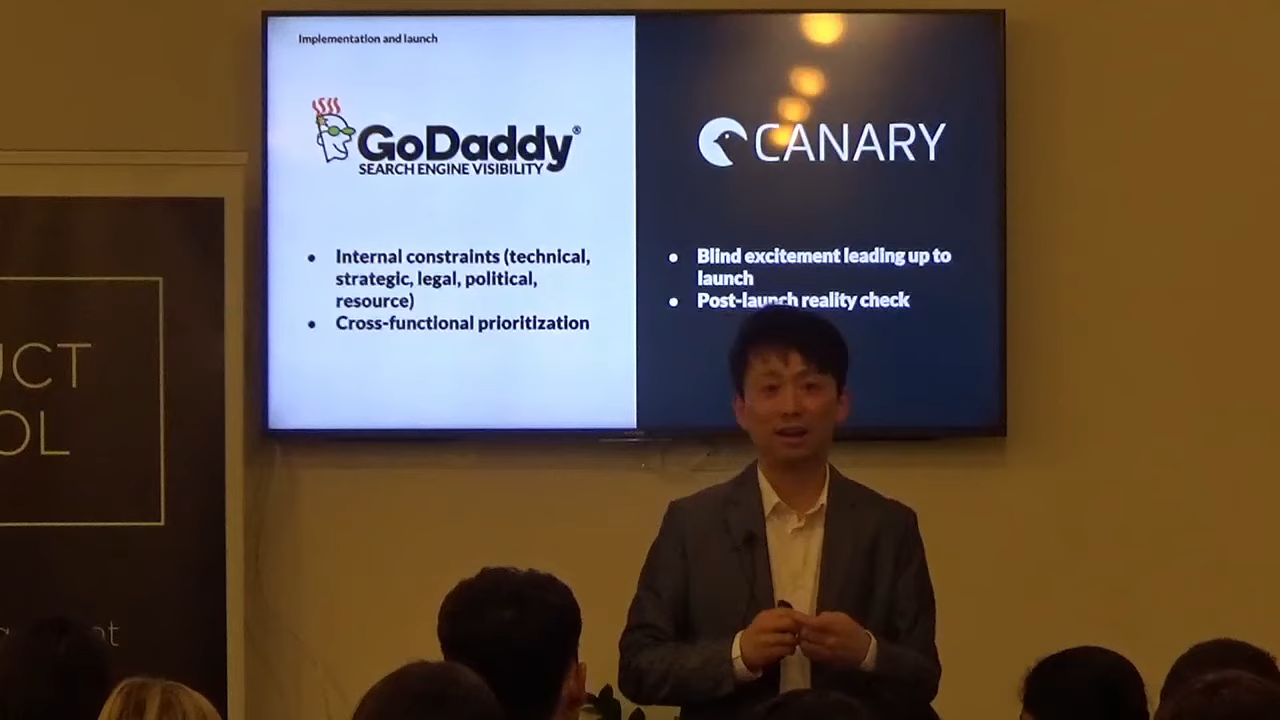 Implementation and launch
GoDaddy®
SEARCH ENGINE VISIBILITY
• Internal constraints (technical,
strategic, legal, political,
resource)
• Cross-functional prioritization
CANARY
• Blind excitement leading up to
launch
• Post-launch reality check
UCT
OL